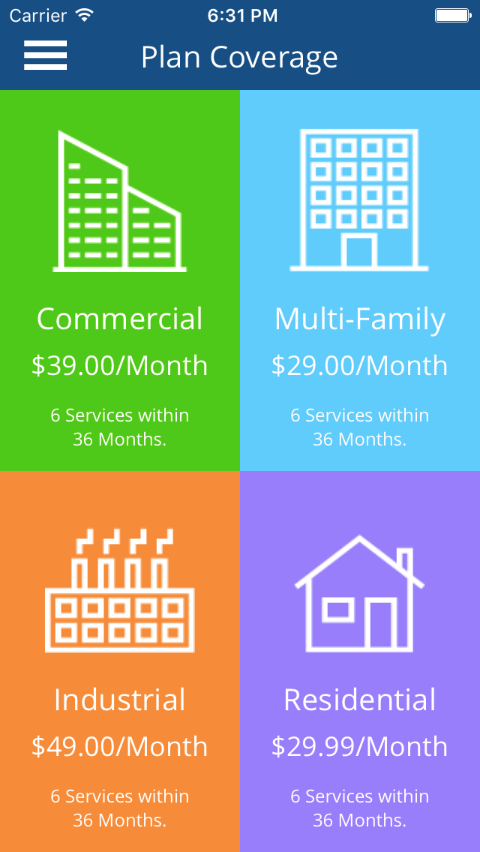 Carrier 6:31 PM
Plan Coverage
Commercial
$39.00/Month
6 Services within
36 Months.
Multi-Family
$29.00/Month
6 Services within
36 Months.
Industrial
$49.00/Month
6 Services within
36 Months.
Residential
$29.99/Month
6 Services within
36 Months.